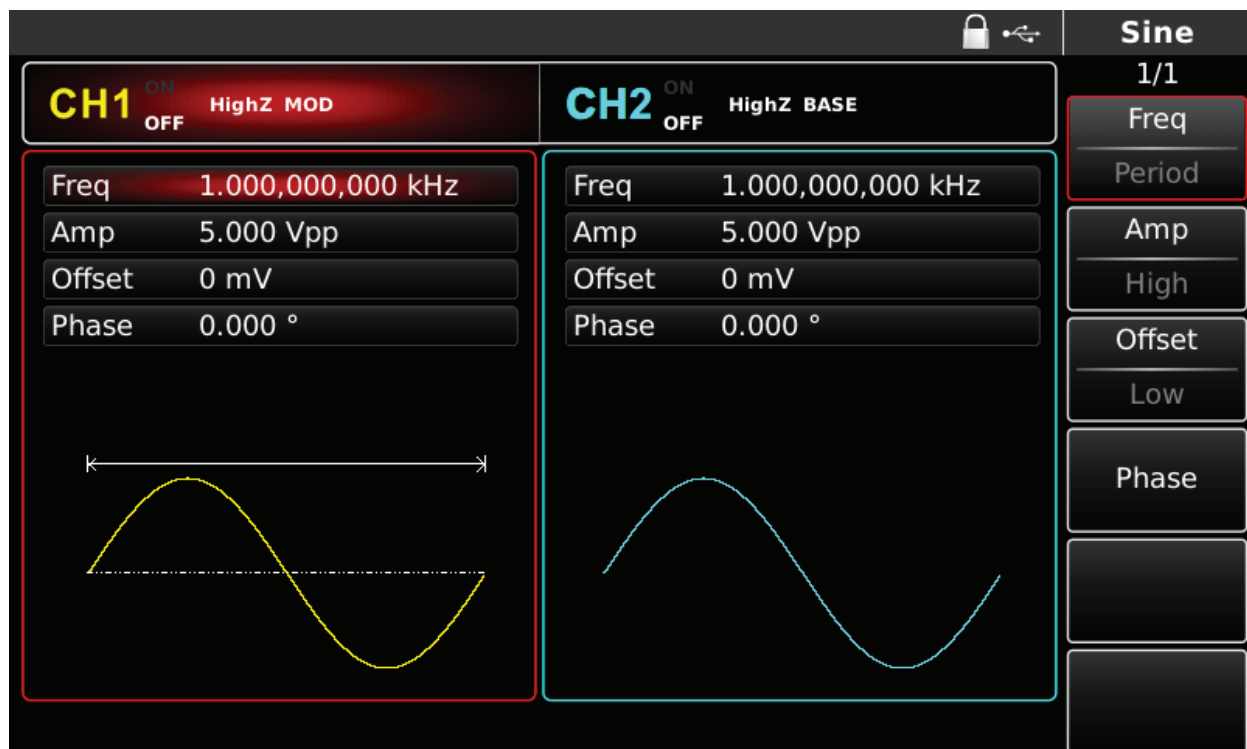 Sine
1/1
CH1 ON OFF HighZ MOD
CH2 ON OFF HighZ BASE
Freq 1.000,000,000 kHz
Amp 5.000 Vpp
Offset 0 mV
Phase 0.000 °
Freq 1.000,000,000 kHz
Amp 5.000 Vpp
Offset 0 mV
Phase 0.000 °
Freq
Period
Amp
High
Offset
Low
Phase